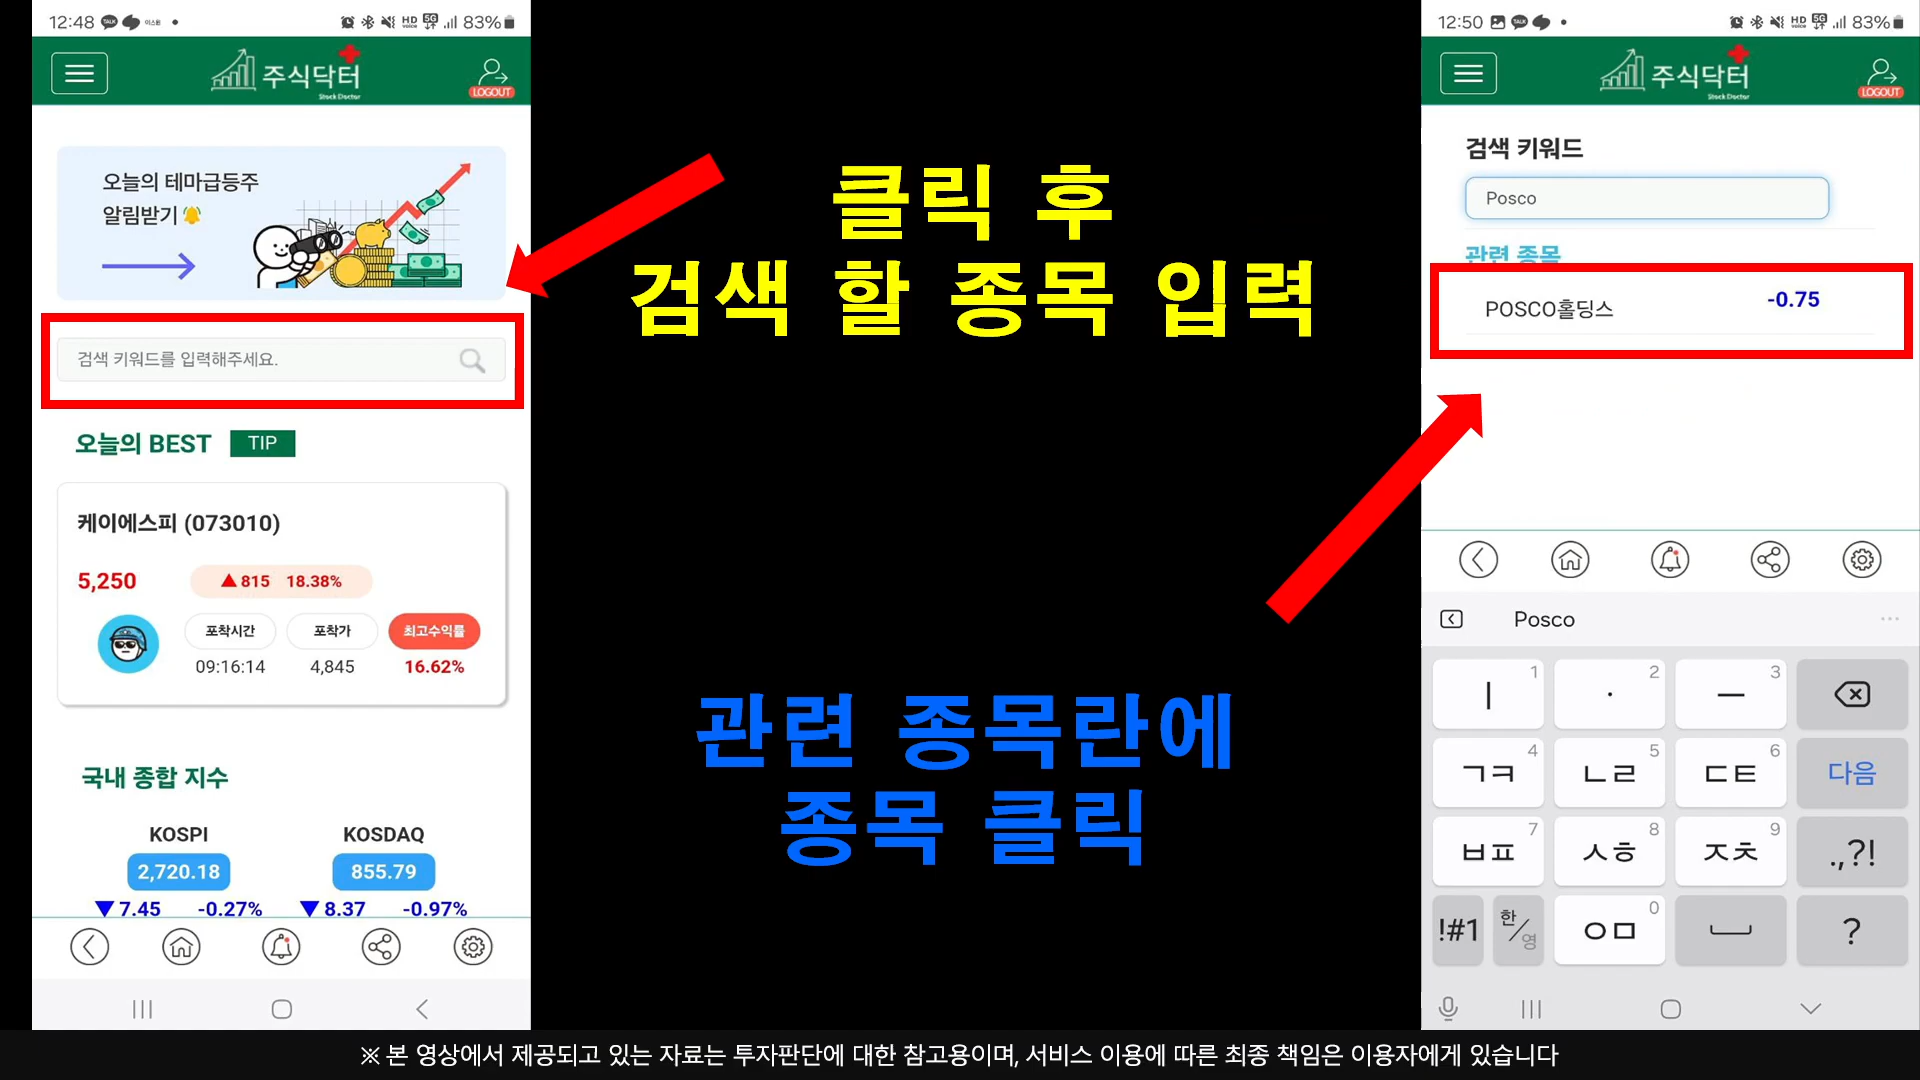 12:48
83%
주식닥터
Stock Doctor
LOGOUT
오늘의 테마급등주
알림받기
검색 키워드를 입력해주세요.
오늘의 BEST TIP
케이에스피 (073010)
5,250 ▲815 18.38%
포착시간 포착가 최고수익률
09:16:14 4,845 16.62%
국내 종합 지수
KOSPI KOSDAQ
2,720.18 855.79
▼7.45 -0.27% ▼8.37 -0.97%
클릭 후
검색 할 종목 입력
관련 종목란에
종목 클릭
12:50
83%
주식닥터
Stock Doctor
LOGOUT
검색 키워드
Posco
관련 종목
POSCO홀딩스 -0.75
Posco
ㅣ 1 · 2 ㅡ 3
ㄱㅋ 4 ㄴㄹ 5 ㄷㅌ 6 다음
ㅂㅍ 7 ㅅㅎ 8 ㅈㅊ 9 .,?!
!#1 한/영 ㅇㅁ 0 ?
※ 본 영상에서 제공되고 있는 자료는 투자판단에 대한 참고용이며, 서비스 이용에 따른 최종 책임은 이용자에게 있습니다